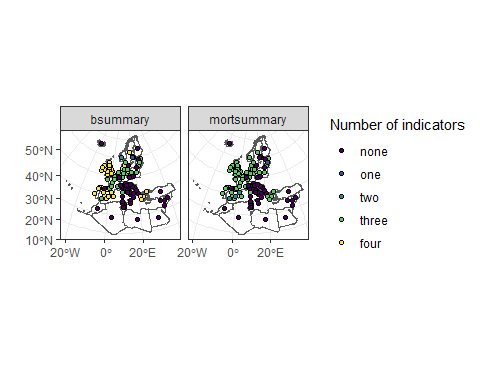 bsummary
mortsummary
50°N
40°N
30°N
20°N
10°N
20°W
0°
20°E
20°W
0°
20°E
Number of indicators
none
one
two
three
four